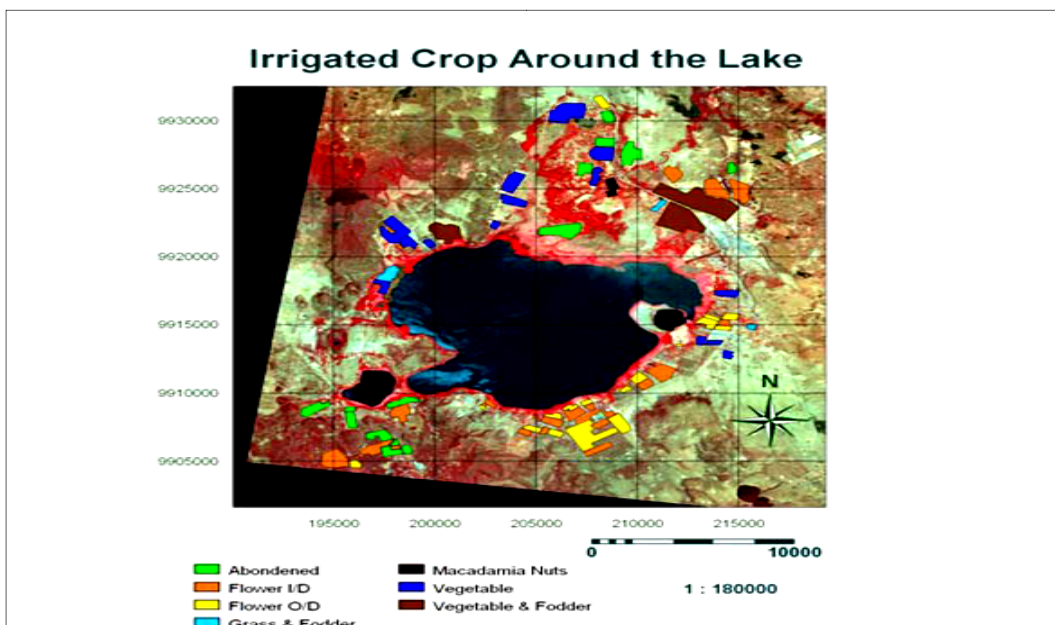 Irrigated Crop Around the Lake
9930000
9925000
9920000
9915000
9910000
9905000
N
195000 200000 205000 210000 215000
0 10000
1 : 180000
Abondened
Flower I/D
Flower O/D
Grass & Fodder
Macadamia Nuts
Vegetable
Vegetable & Fodder